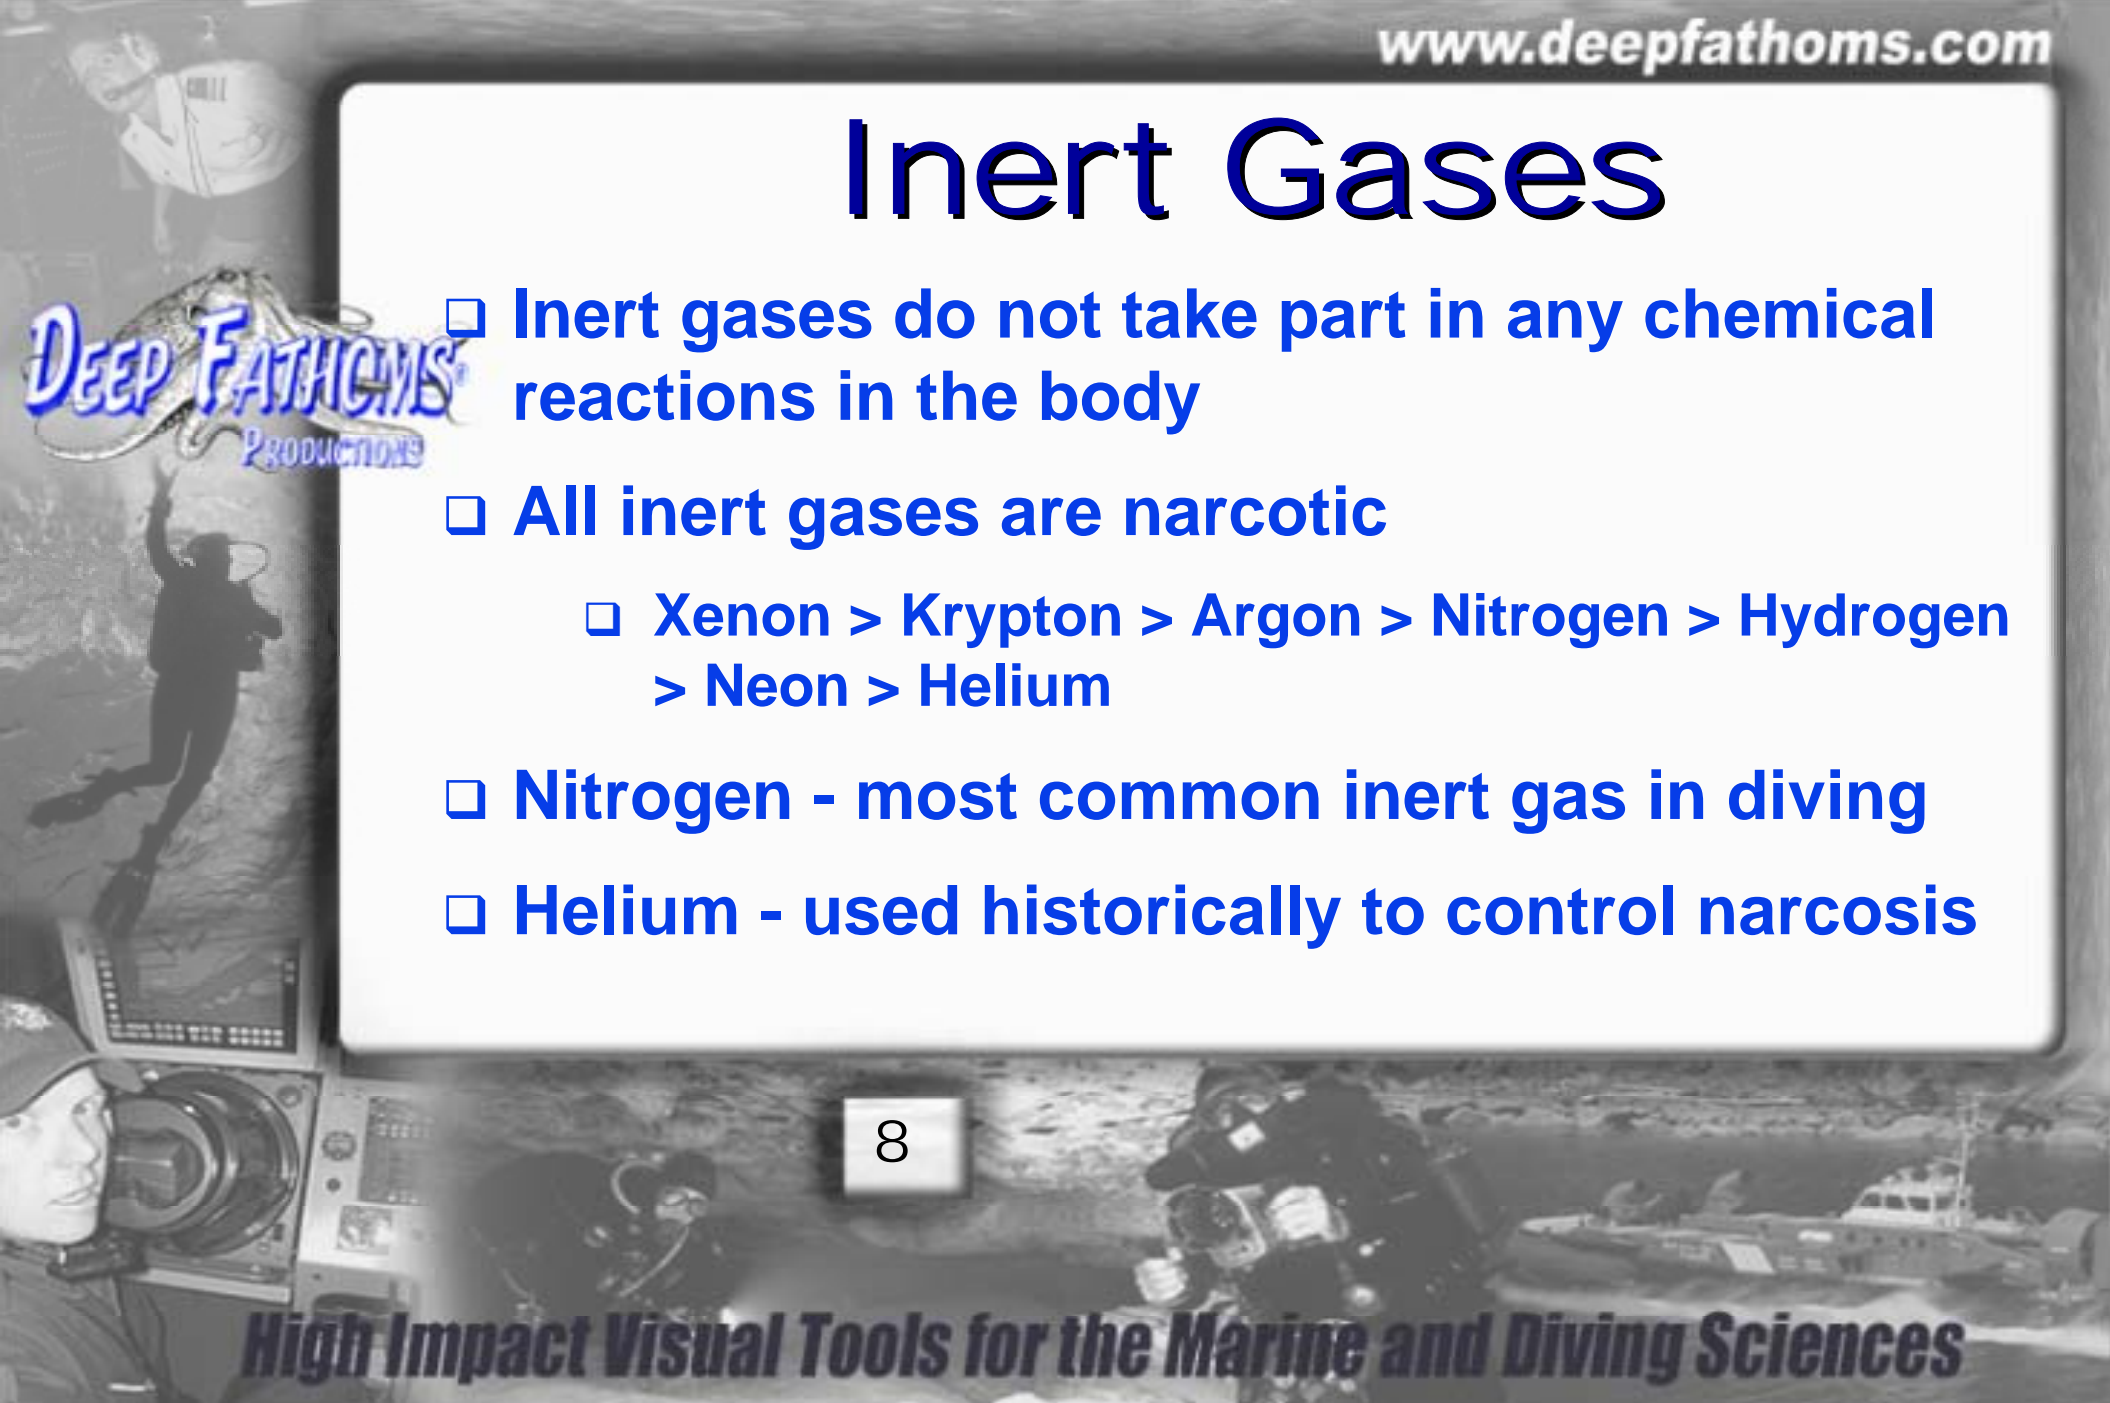 www.deepfathoms.com
Inert Gases
DEEP FATHOMS®
PRODUCTIONS
❑ Inert gases do not take part in any chemical
reactions in the body
❑ All inert gases are narcotic
❑ Xenon > Krypton > Argon > Nitrogen > Hydrogen
> Neon > Helium
❑ Nitrogen - most common inert gas in diving
❑ Helium - used historically to control narcosis
8
High Impact Visual Tools for the Marine and Diving Sciences